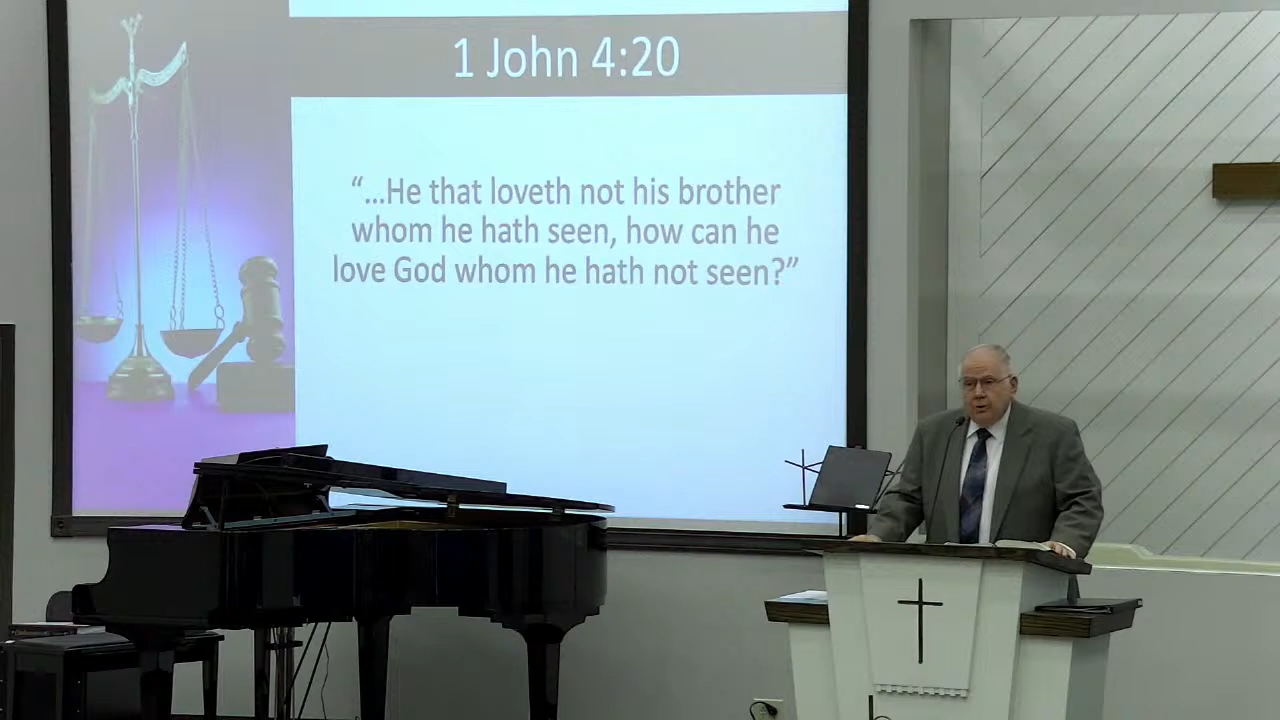 1 John 4:20
“...He that loveth not his brother
whom he hath seen, how can he
love God whom he hath not seen?”